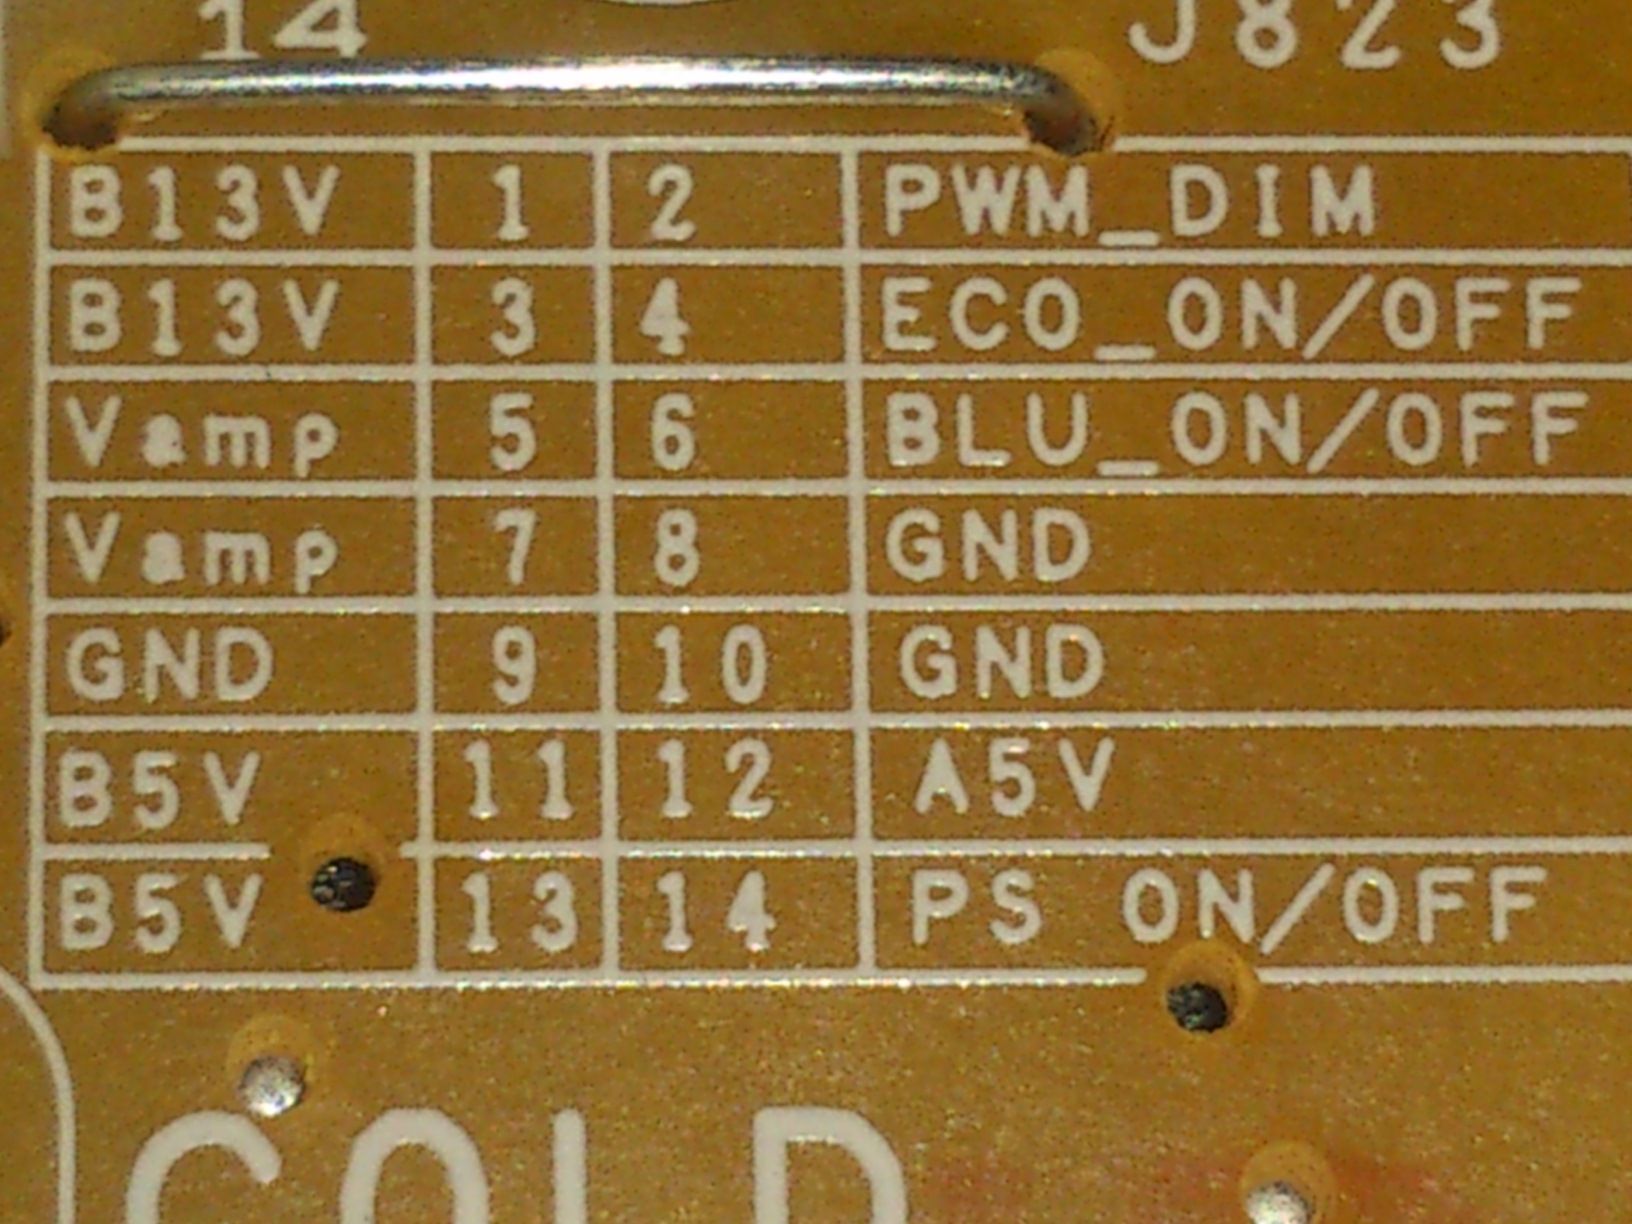 14 J823
B13V 1 2 PWM_DIM
B13V 3 4 ECO_ON/OFF
Vamp 5 6 BLU_ON/OFF
Vamp 7 8 GND
GND 9 10 GND
B5V 11 12 A5V
B5V 13 14 PS ON/OFF
COLD